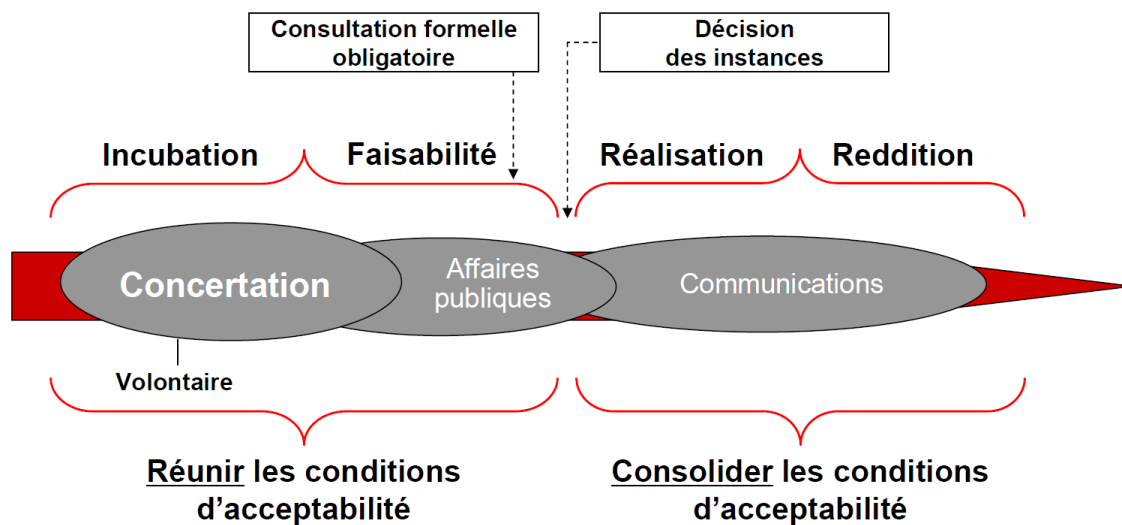 Consultation formelle
obligatoire
Décision
des instances
Incubation
Faisabilité
Réalisation
Reddition
Concertation
Affaires
publiques
Communications
Volontaire
Réunir les conditions
d'acceptabilité
Consolider les conditions
d'acceptabilité